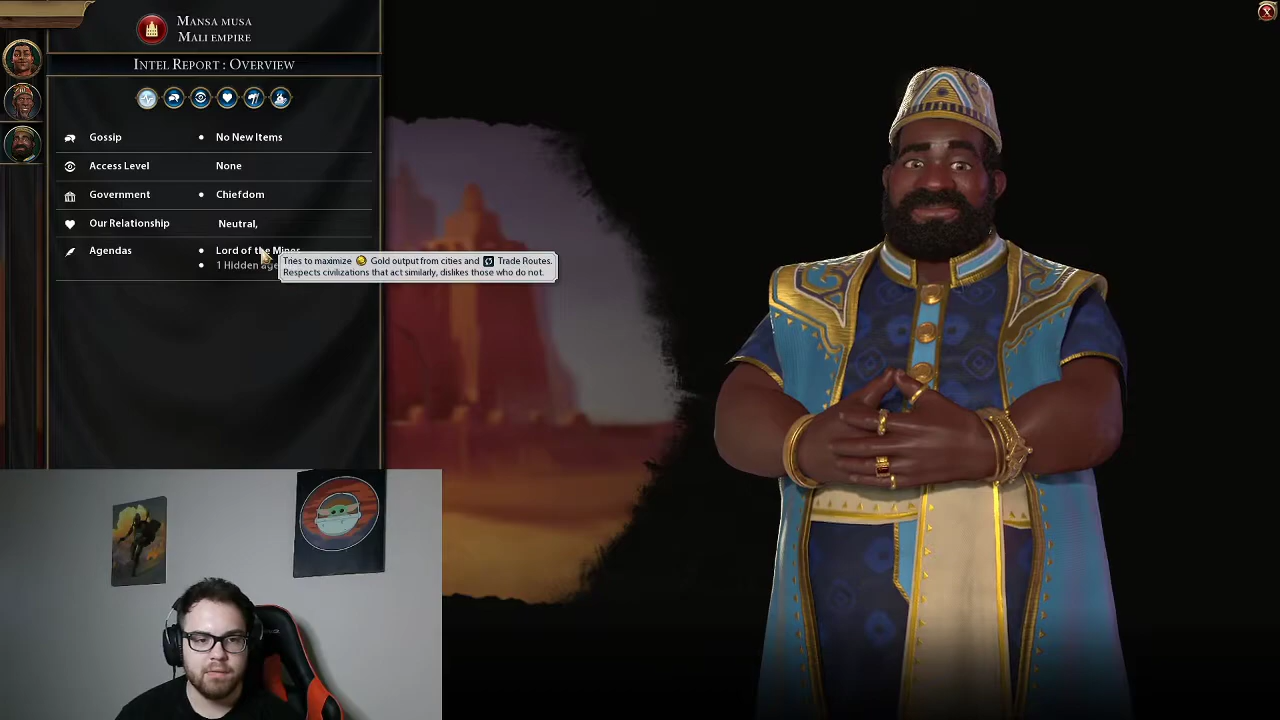 MANSA MUSA
MALI EMPIRE
INTEL REPORT : OVERVIEW
Gossip • No New Items
Access Level None
Government • Chiefdom
Our Relationship Neutral,
Agendas • Lord of the Mines
• 1 Hidden age
Tries to maximize Gold output from cities and Trade Routes.
Respects civilizations that act similarly, dislikes those who do not.
X